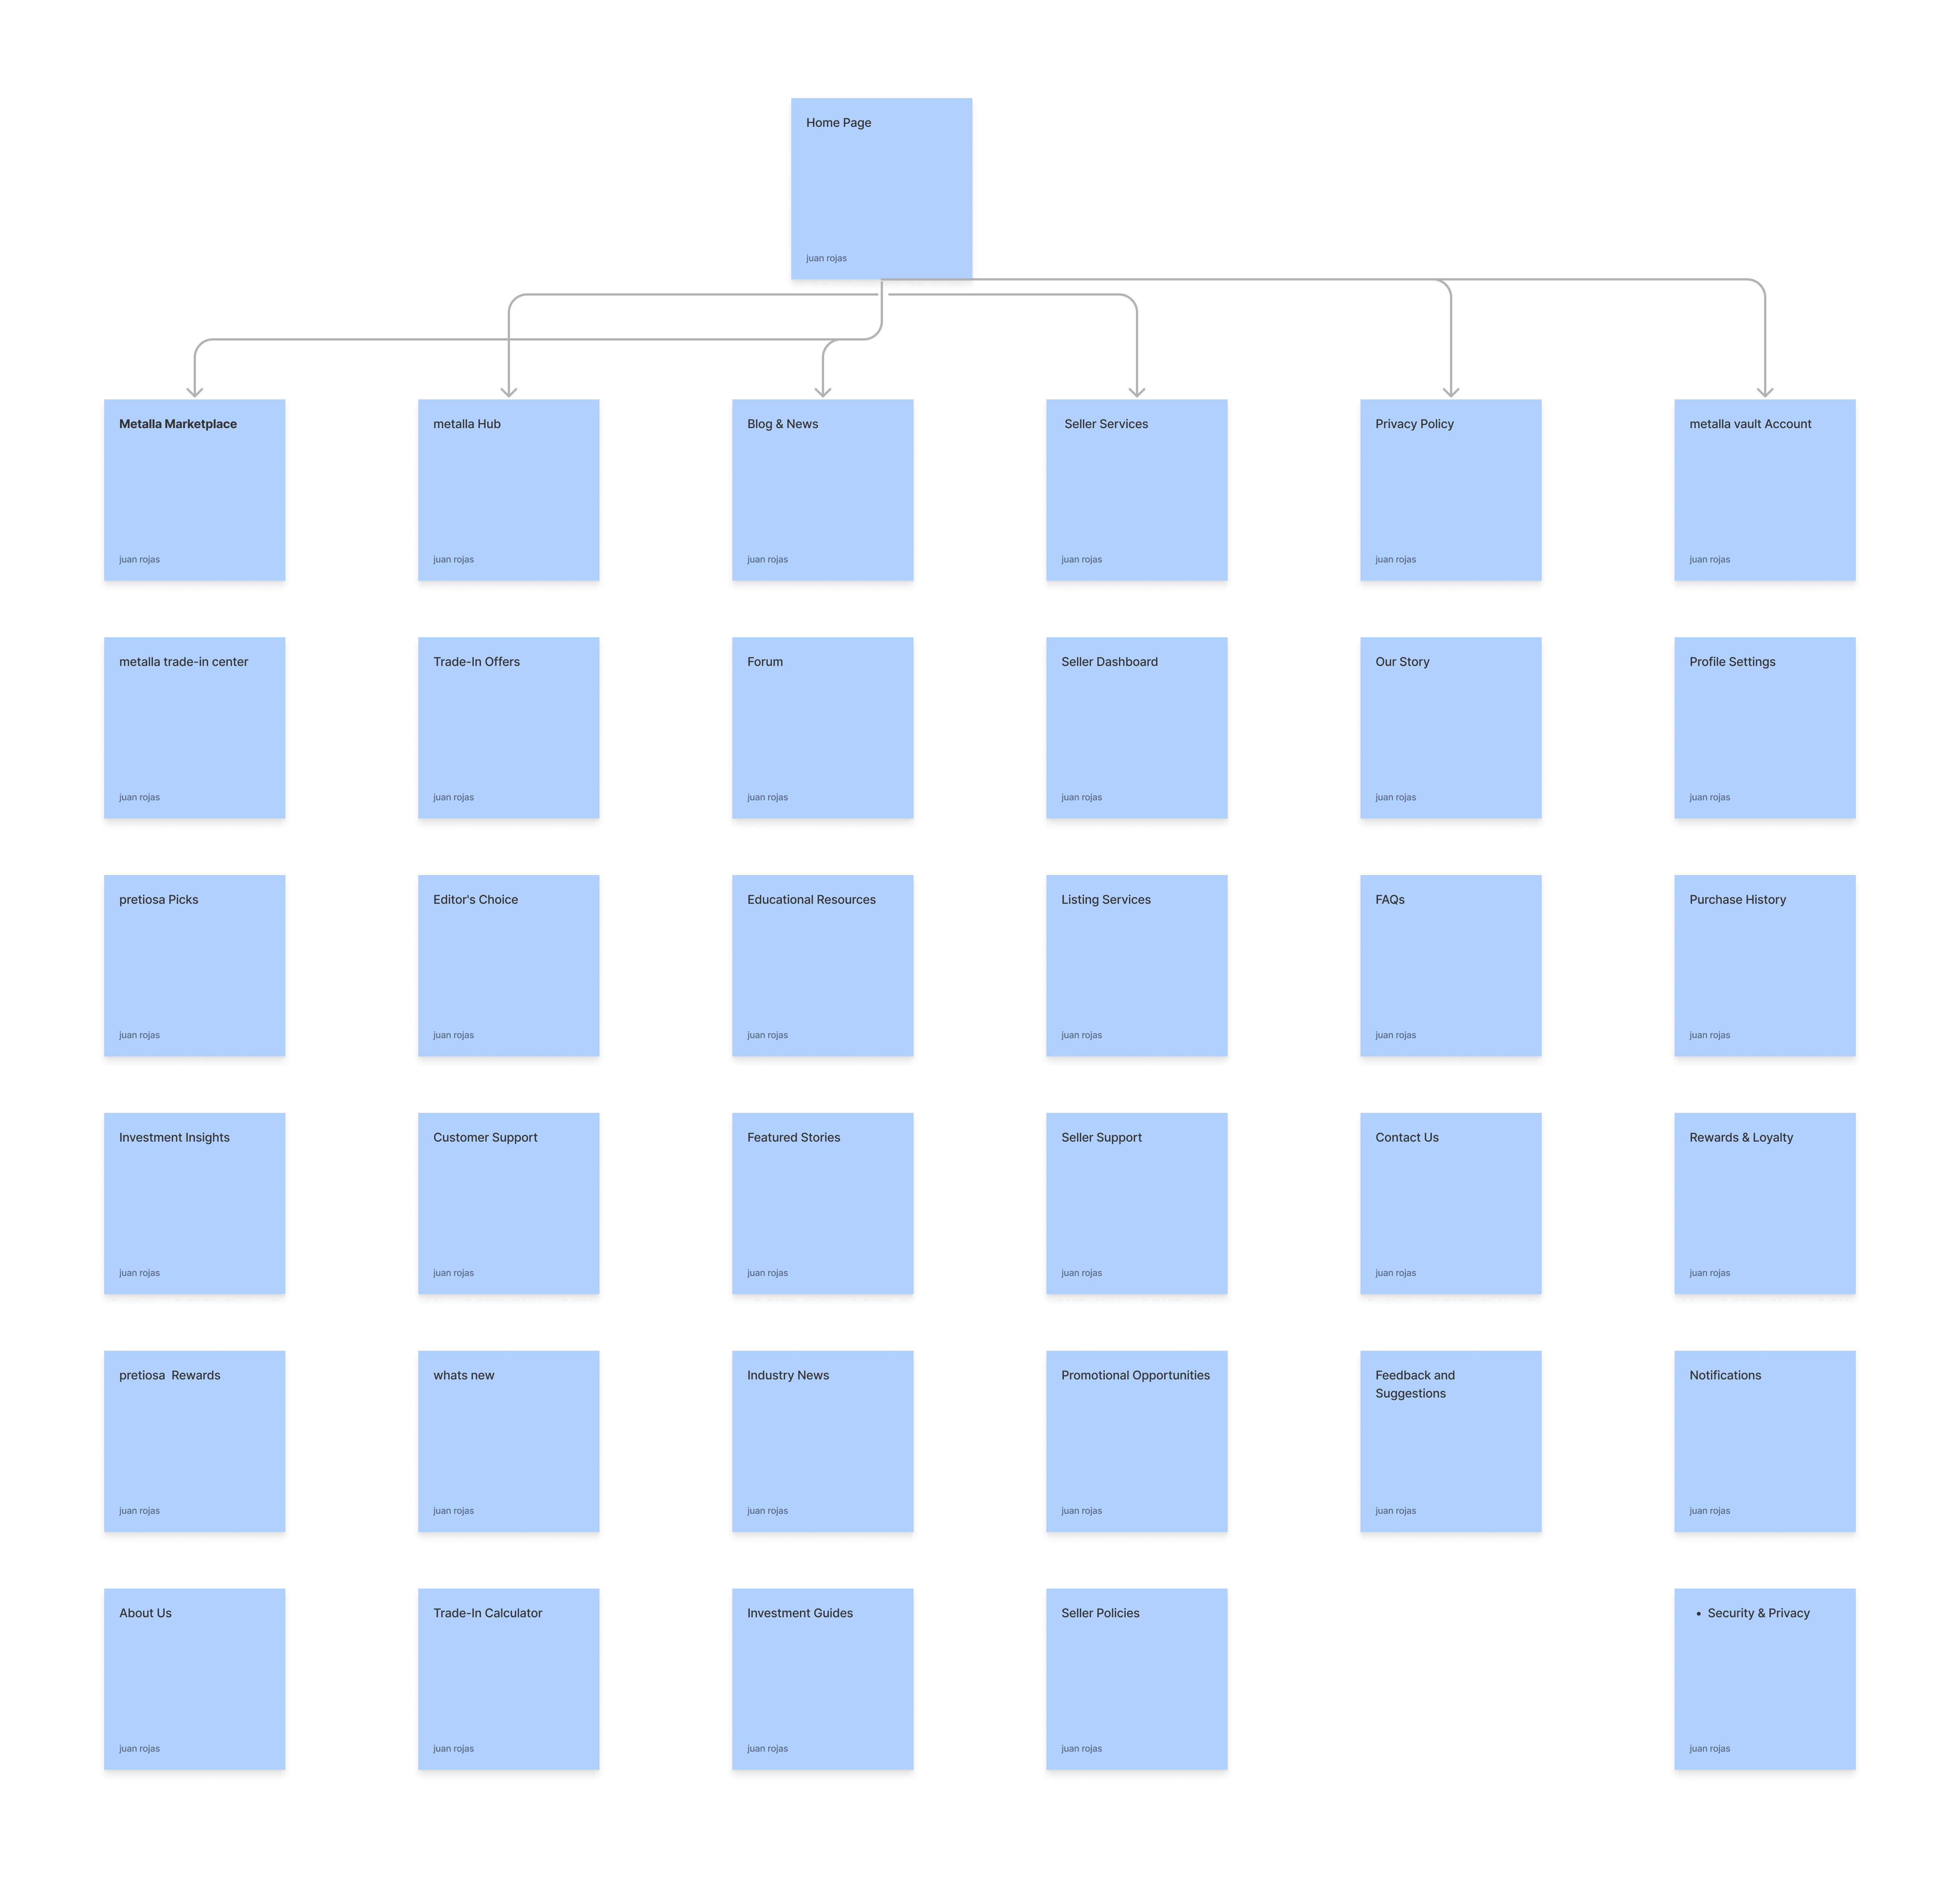 Home Page
juan rojas
Metalla Marketplace
juan rojas
metalla Hub
juan rojas
Blog & News
juan rojas
Seller Services
juan rojas
Privacy Policy
juan rojas
metalla vault Account
juan rojas
metalla trade-in center
juan rojas
Trade-In Offers
juan rojas
Forum
juan rojas
Seller Dashboard
juan rojas
Our Story
juan rojas
Profile Settings
juan rojas
pretiosa Picks
juan rojas
Editor's Choice
juan rojas
Educational Resources
juan rojas
Listing Services
juan rojas
FAQs
juan rojas
Purchase History
juan rojas
Investment Insights
juan rojas
Customer Support
juan rojas
Featured Stories
juan rojas
Seller Support
juan rojas
Contact Us
juan rojas
Rewards & Loyalty
juan rojas
pretiosa  Rewards
juan rojas
whats new
juan rojas
Industry News
juan rojas
Promotional Opportunities
juan rojas
Feedback and
Suggestions
juan rojas
Notifications
juan rojas
About Us
juan rojas
Trade-In Calculator
juan rojas
Investment Guides
juan rojas
Seller Policies
juan rojas
• Security & Privacy
juan rojas